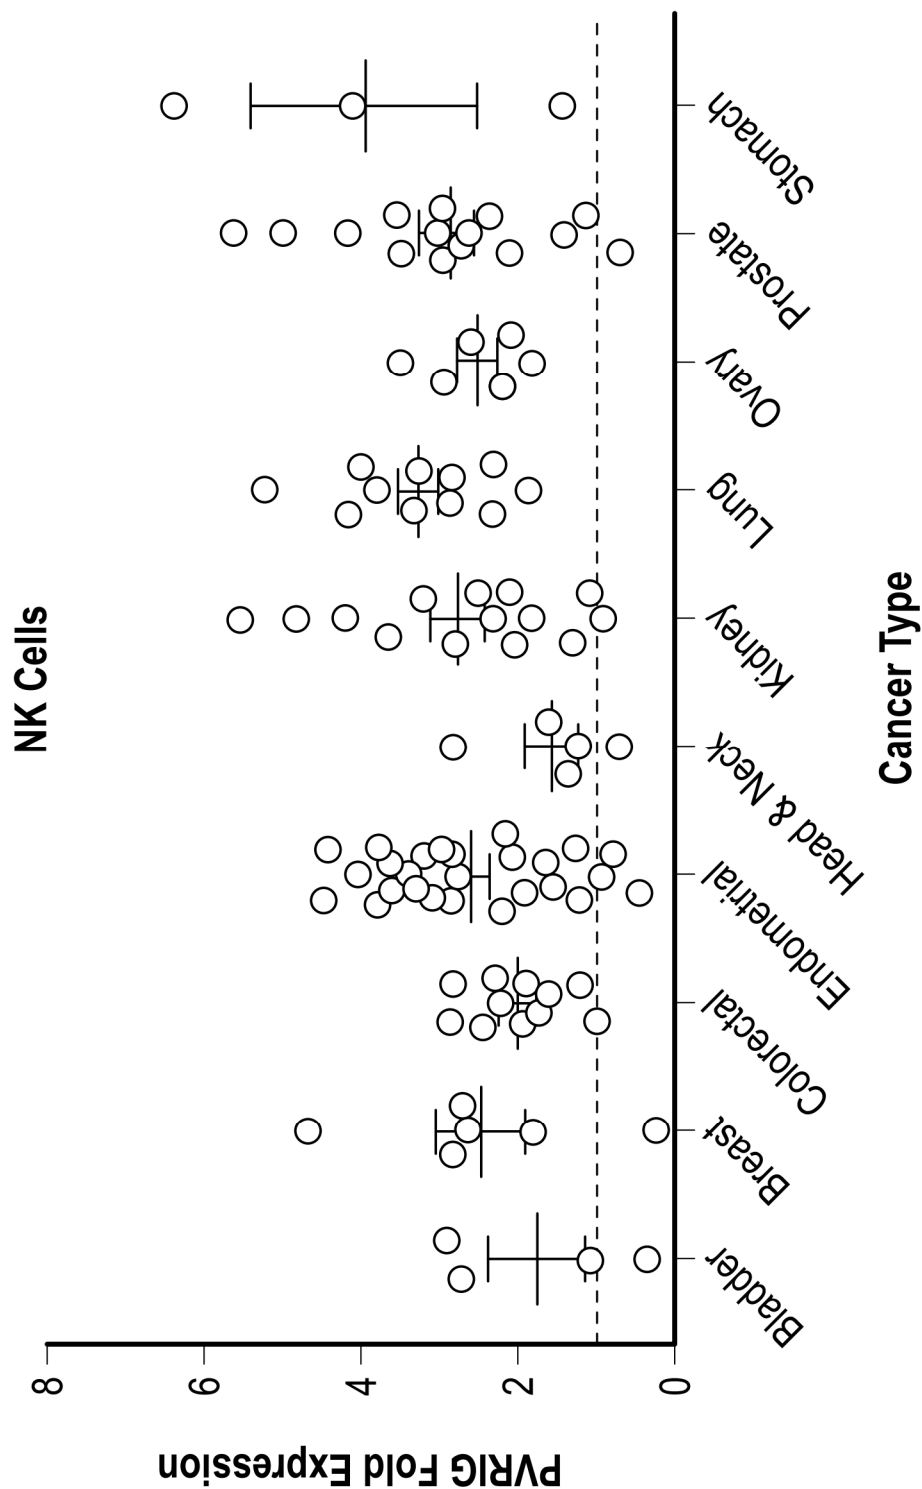 NK Cells
PVRIG Fold Expression
8
6
4
2
0
Bladder
Breast
Colorectal
Endometrial
Head & Neck
Kidney
Lung
Ovary
Prostate
Stomach
Cancer Type